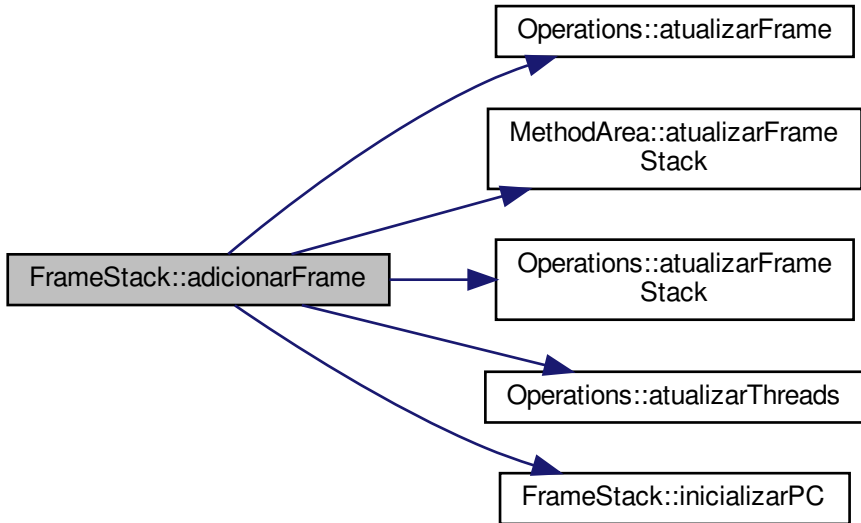 Operations::atualizarFrame
MethodArea::atualizarFrame
Stack
FrameStack::adicionarFrame
Operations::atualizarFrame
Stack
Operations::atualizarThreads
FrameStack::inicializarPC